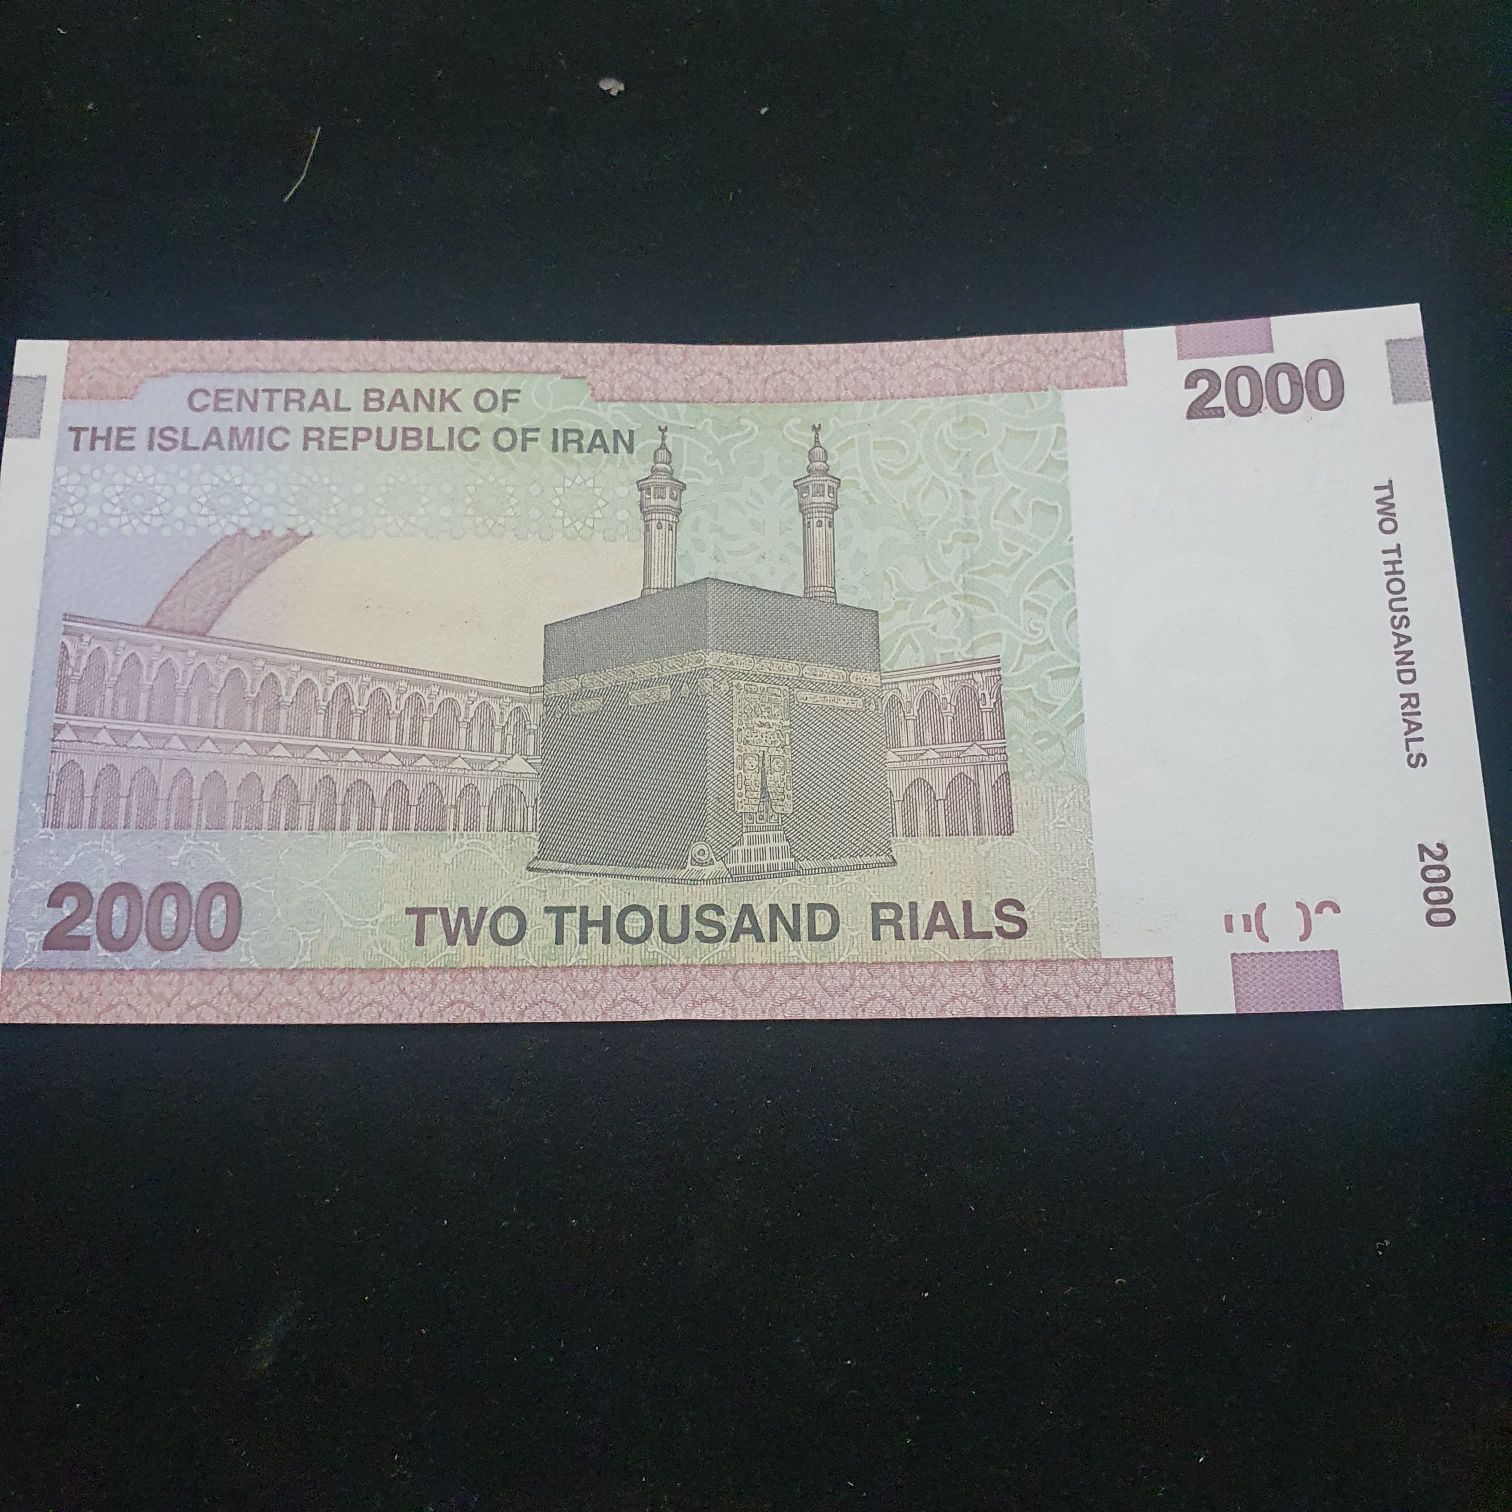 CENTRAL BANK OF
THE ISLAMIC REPUBLIC OF IRAN
2000
TWO THOUSAND RIALS
2000
2000
TWO THOUSAND RIALS